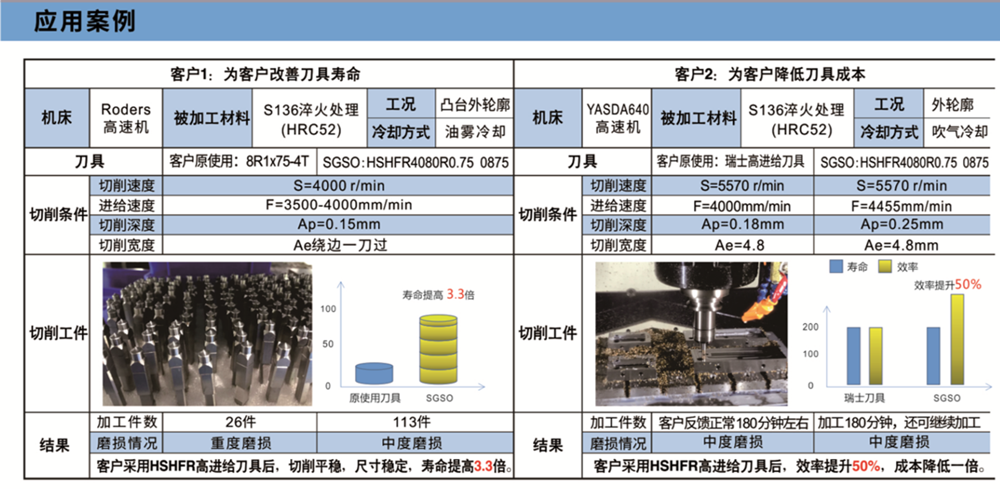 应用案例
客户1：为客户改善刀具寿命
机床
Roders
高速机
被加工材料
S136淬火处理
(HRC52)
工况
凸台外轮廓
冷却方式
油雾冷却
刀具
客户原使用：8R1x75-4T
SGSO:HSHFR4080R0.75 0875
切削条件
切削速度
S=4000 r/min
进给速度
F=3500-4000mm/min
切削深度
Ap=0.15mm
切削宽度
Ae绕边一刀过
切削工件
寿命提高 3.3倍
100
50
0
原使用刀具
SGSO
结果
加工件数
26件
113件
磨损情况
重度磨损
中度磨损
客户采用HSHFR高进给刀具后，切削平稳，尺寸稳定，寿命提高3.3倍。
客户2：为客户降低刀具成本
机床
YASDA640
高速机
被加工材料
S136淬火处理
(HRC52)
工况
外轮廓
冷却方式
吹气冷却
刀具
客户原使用：瑞士高进给刀具
SGSO:HSHFR4080R0.75 0875
切削条件
切削速度
S=5570 r/min
S=5570 r/min
进给速度
F=4000mm/min
F=4455mm/min
切削深度
Ap=0.18mm
Ap=0.25mm
切削宽度
Ae=4.8
Ae=4.8mm
切削工件
寿命
效率
效率提升50%
200
100
0
瑞士刀具
SGSO
结果
加工件数
客户反馈正常180分钟左右
加工180分钟，还可继续加工
磨损情况
中度磨损
中度磨损
客户采用HSHFR高进给刀具后，效率提升50%，成本降低一倍。